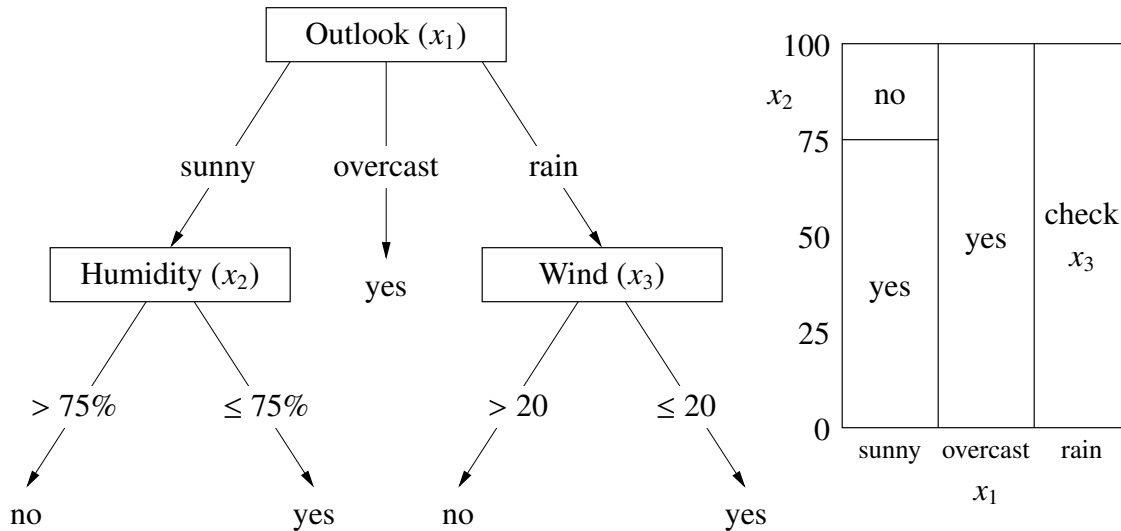 Outlook (x₁)
sunny
overcast
rain
Humidity (x₂)
yes
Wind (x₃)
> 75%
≤ 75%
> 20
≤ 20
no
yes
no
yes
100
x₂
no
75
50
yes
check
x₃
yes
25
0
sunny
overcast
rain
x₁